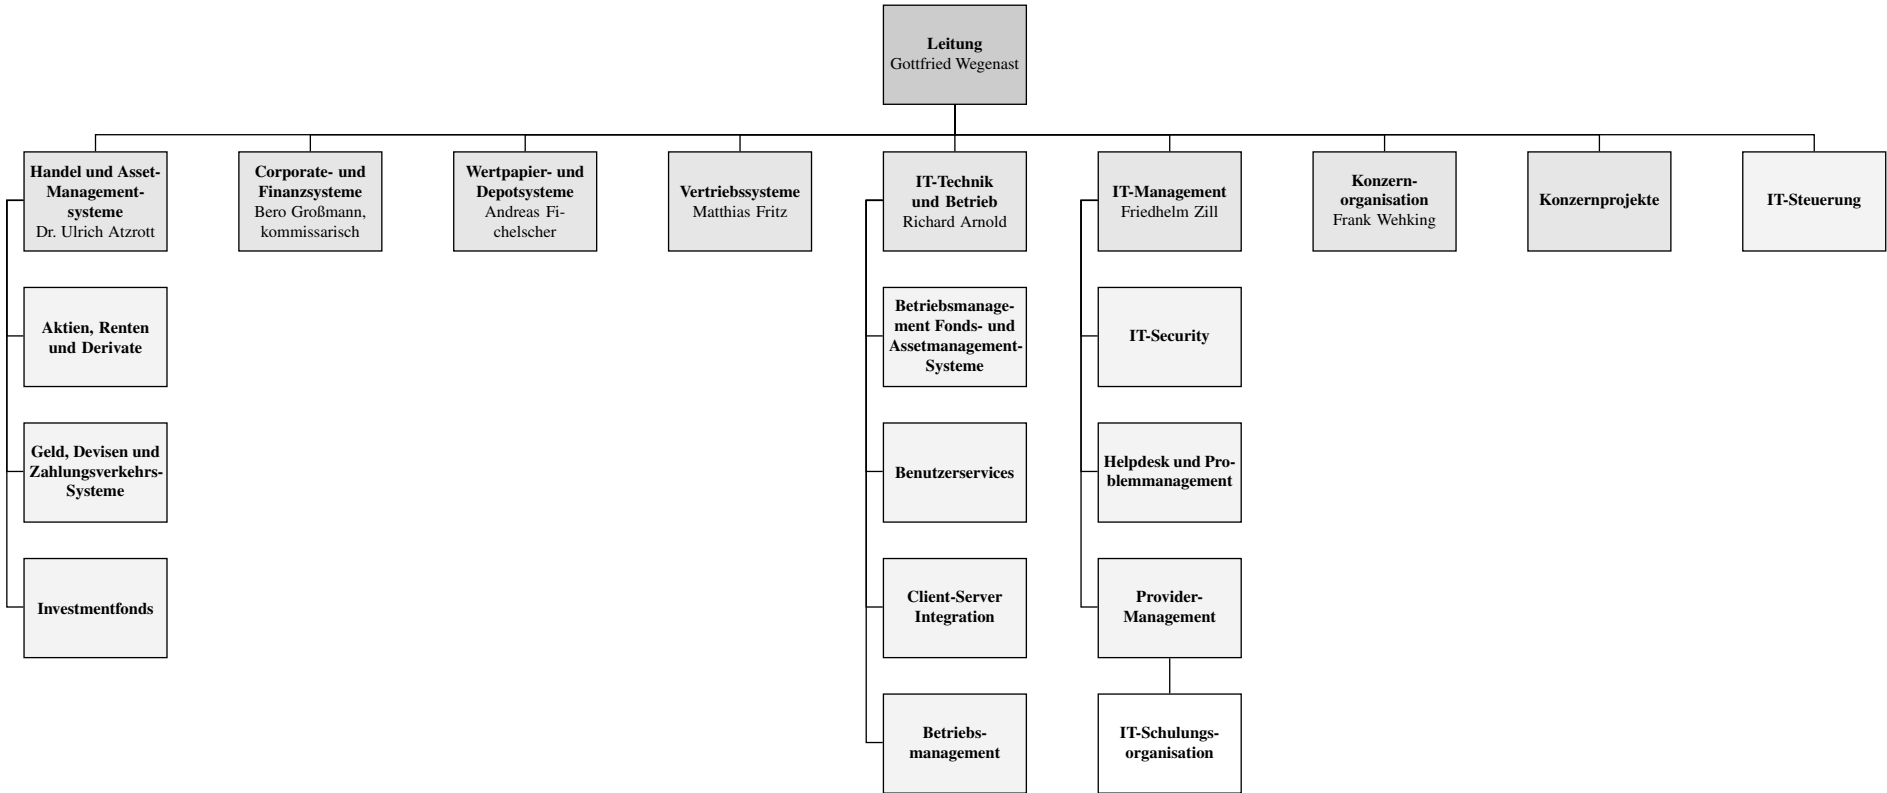 Leitung
Gottfried Wegenast
Handel und Asset-
Management-
systeme
Dr. Ulrich Atzrott
Corporate- und
Finanzsysteme
Bero Großmann,
kommissarisch
Wertpapier- und
Depotsysteme
Andreas Fi-
chelscher
Vertriebssysteme
Matthias Fritz
IT-Technik
und Betrieb
Richard Arnold
IT-Management
Friedhelm Zill
Konzern-
organisation
Frank Wehking
Konzernprojekte
IT-Steuerung
Aktien, Renten
und Derivate
Betriebsmanage-
ment Fonds- und
Assetmanagement-
Systeme
IT-Security
Geld, Devisen und
Zahlungsverkehrs-
Systeme
Benutzerservices
Helpdesk und Pro-
blemmanagement
Investmentfonds
Client-Server
Integration
Provider-
Management
Betriebs-
management
IT-Schulungs-
organisation